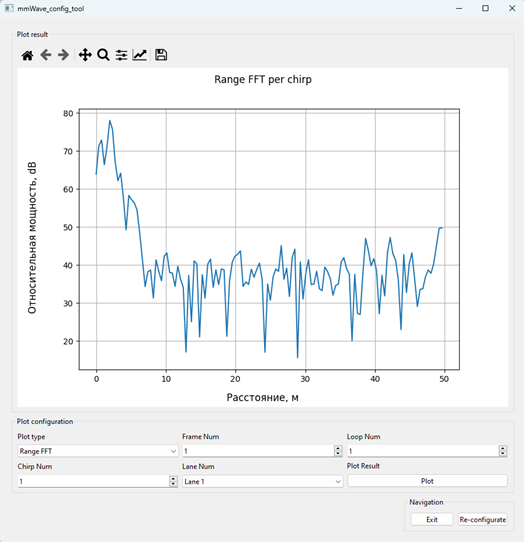 mmWave_config_tool
Plot result
Range FFT per chirp
Относительная мощность, dB
80
70
60
50
40
30
20
0 10 20 30 40 50
Расстояние, м
Plot configuration
Plot type Frame Num Loop Num
Range FFT 1 1
Chirp Num Lane Num Plot Result
1 Lane 1 Plot
Navigation
Exit Re-configurate